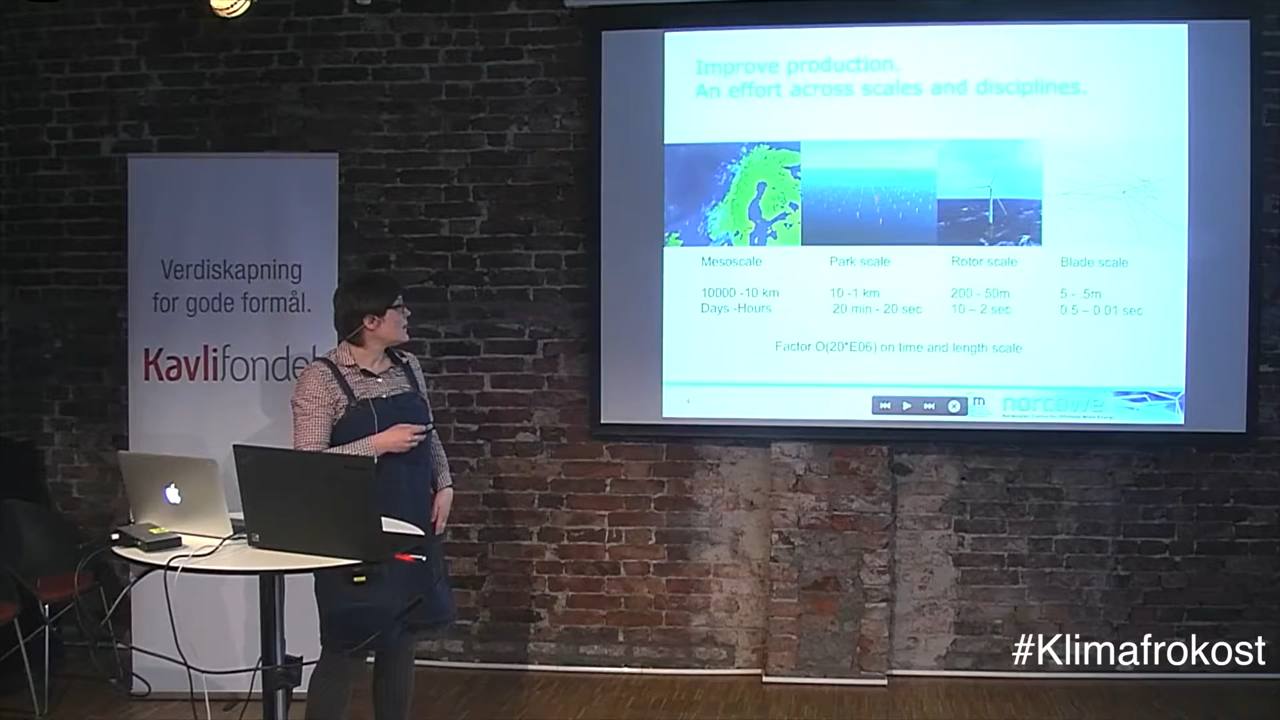 Improve production.
An effort across scales and disciplines.
Mesoscale
Park scale
Rotor scale
Blade scale
10000 -10 km
Days -Hours
10 -1 km
20 min - 20 sec
200 - 50m
10 – 2 sec
5 - .5m
0.5 – 0.01 sec
Factor O(20*E06) on time and length scale
m
norcowe
Verdiskapning
for gode formål.
Kavlifondet
#Klimafrokost